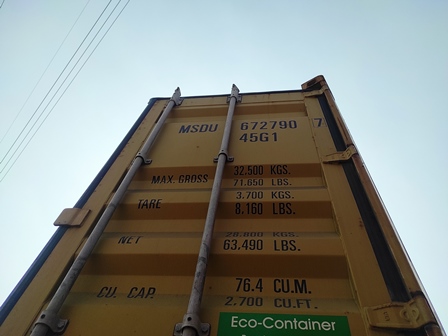 MSDU 672790 7
45G1
MAX. GROSS 32.500 KGS.
71,650 LBS.
TARE 3.700 KGS.
8,160 LBS.
NET 28,800 KGS.
63,490 LBS.
CU. CAP. 76.4 CU.M.
2,700 CU.FT.
Eco-Container